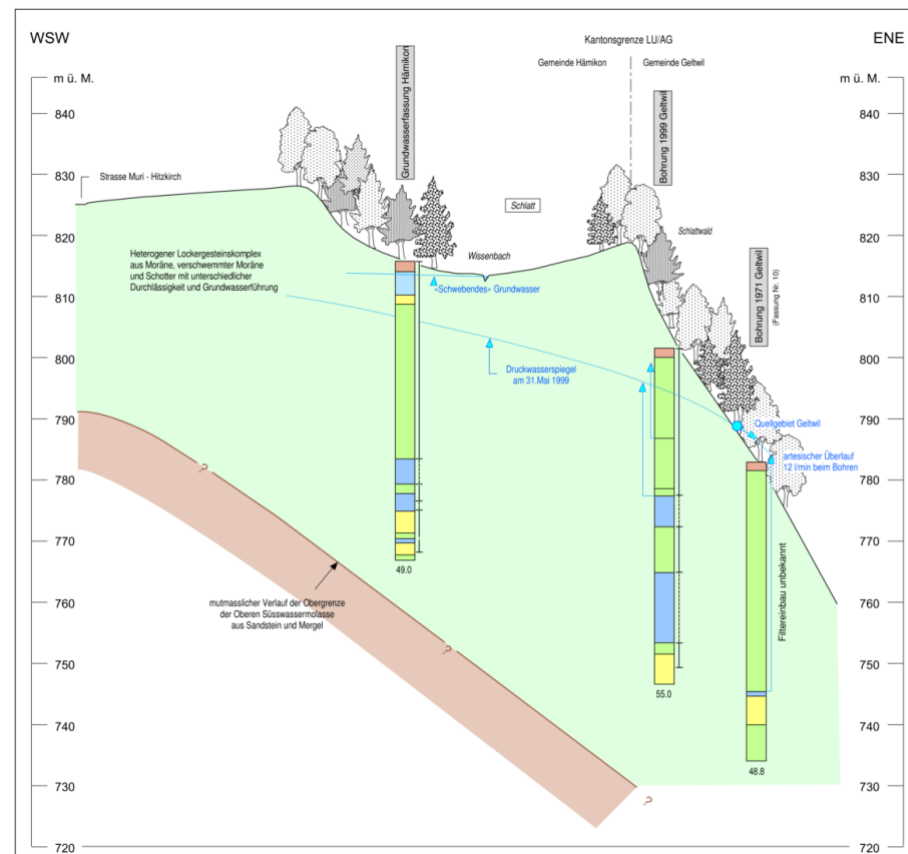 WSW
ENE
Kantonsgrenze LU/AG
Gemeinde Hämikon
Gemeinde Geltwil
m ü. M.
m ü. M.
Grundwasserfassung Hämikon
Bohrung 1999 Geltwil
Bohrung 1971 Geltwil
(Fassung Nr. 10)
840
830
820
810
800
790
780
770
760
750
740
730
720
840
830
820
810
800
790
780
770
760
750
740
730
720
Strasse Muri - Hitzkirch
Schlatt
Schlattwald
Wissenbach
Heterogener Lockergesteinskomplex
aus Moräne, verschwemmter Moräne
und Schotter mit unterschiedlicher
Durchlässigkeit und Grundwasserführung
«Schwebendes» Grundwasser
Druckwasserspiegel
am 31.Mai 1999
Quellgebiet Geltwil
artesischer Überlauf
12 l/min beim Bohren
Filtereinbau unbekannt
?
mutmasslicher Verlauf der Obergrenze
der Oberen Süsswassermolasse
aus Sandstein und Mergel
?
?
49.0
55.0
48.8